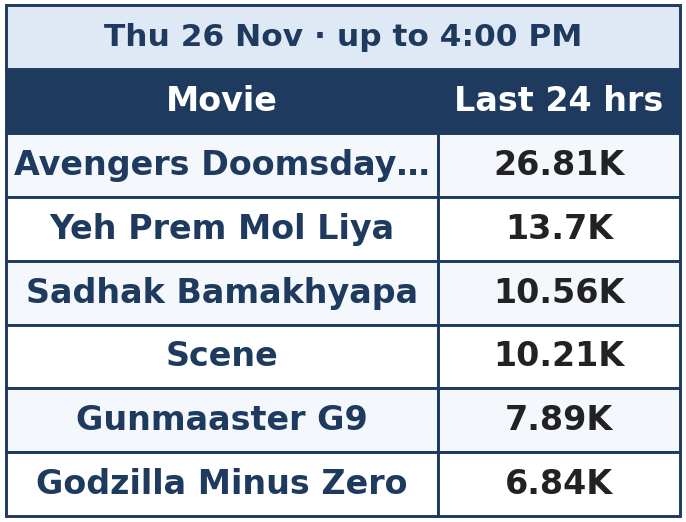 Thu 26 Nov · up to 4:00 PM
Movie Last 24 hrs
Avengers Doomsday... 26.81K
Yeh Prem Mol Liya 13.7K
Sadhak Bamakhyapa 10.56K
Scene 10.21K
Gunmaaster G9 7.89K
Godzilla Minus Zero 6.84K